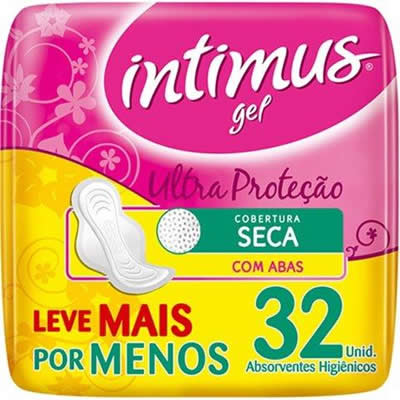 intimus®
gel
Ultra Proteção
COBERTURA
SECA
COM ABAS
LEVE MAIS
POR MENOS
32 Unid.
Absorventes Higiênicos